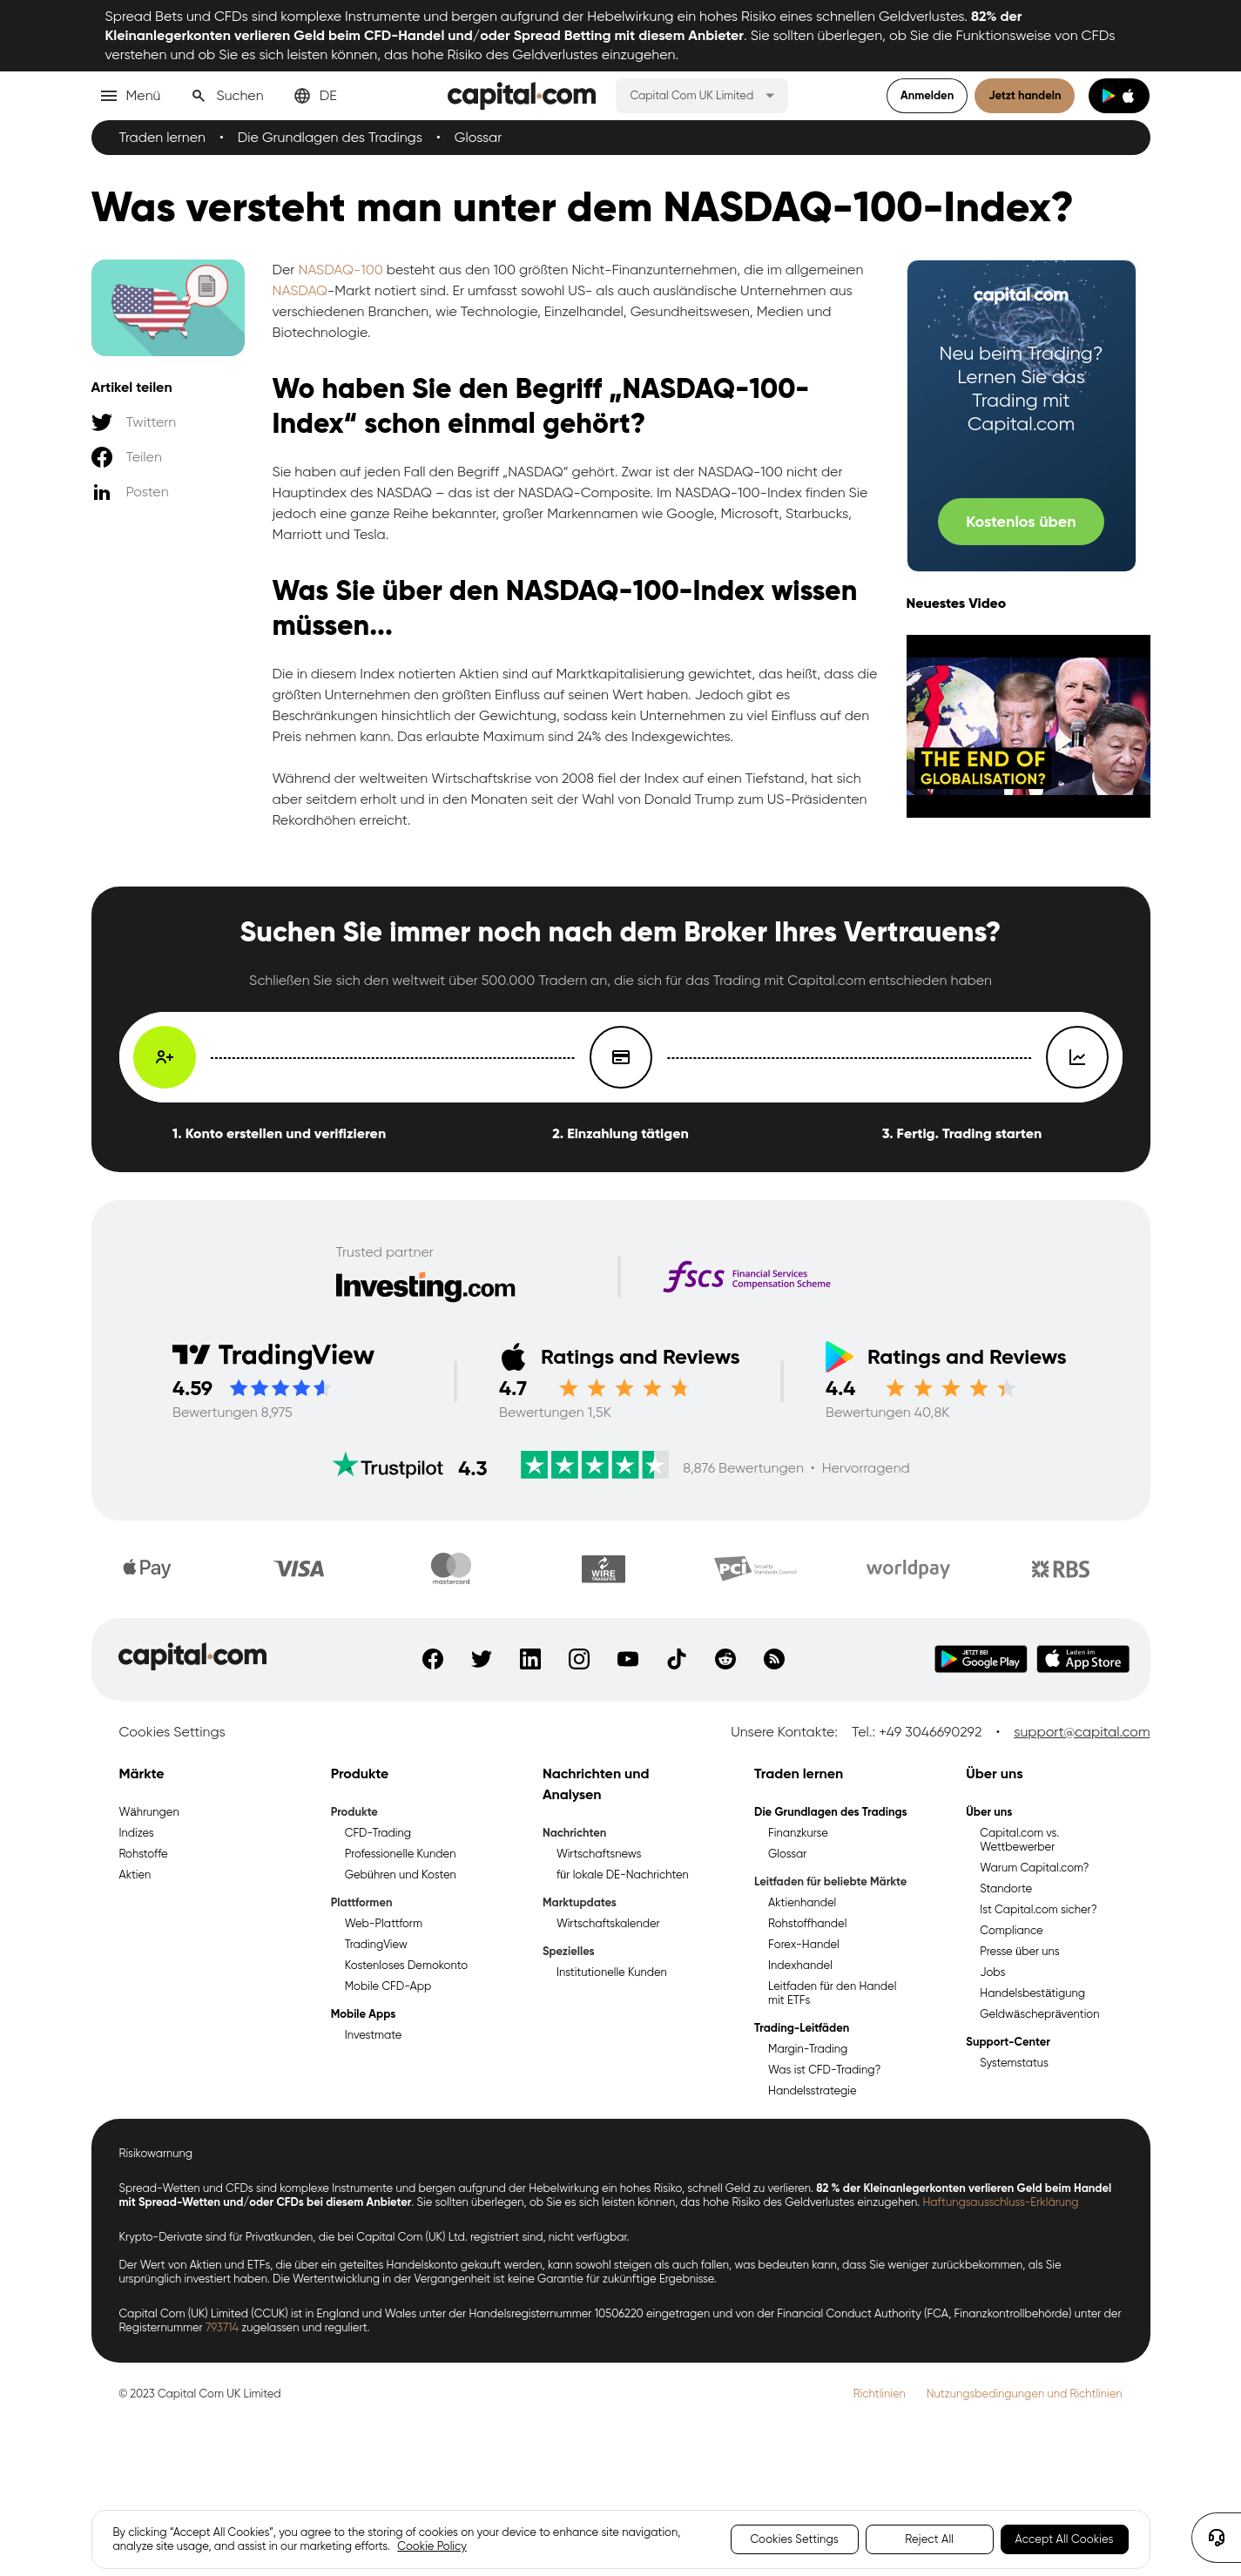 Spread Bets und CFDs sind komplexe Instrumente und bergen aufgrund der Hebelwirkung ein hohes Risiko eines schnellen Geldverlustes. 82% der
Kleinanlegerkonten verlieren Geld beim CFD-Handel und/oder Spread Betting mit diesem Anbieter. Sie sollten überlegen, ob Sie die Funktionsweise von CFDs
verstehen und ob Sie es sich leisten können, das hohe Risiko des Geldverlustes einzugehen.
Menü
Suchen
DE
capital.com
Capital Com UK Limited
Anmelden
Jetzt handeln
Traden lernen • Die Grundlagen des Tradings • Glossar
Was versteht man unter dem NASDAQ-100-Index?
Artikel teilen
Twittern
Teilen
Posten
Der NASDAQ-100 besteht aus den 100 größten Nicht-Finanzunternehmen, die im allgemeinen
NASDAQ-Markt notiert sind. Er umfasst sowohl US- als auch ausländische Unternehmen aus
verschiedenen Branchen, wie Technologie, Einzelhandel, Gesundheitswesen, Medien und
Biotechnologie.
Wo haben Sie den Begriff „NASDAQ-100-
Index“ schon einmal gehört?
Sie haben auf jeden Fall den Begriff „NASDAQ“ gehört. Zwar ist der NASDAQ-100 nicht der
Hauptindex des NASDAQ – das ist der NASDAQ-Composite. Im NASDAQ-100-Index finden Sie
jedoch eine ganze Reihe bekannter, großer Markennamen wie Google, Microsoft, Starbucks,
Marriott und Tesla.
Was Sie über den NASDAQ-100-Index wissen
müssen...
Die in diesem Index notierten Aktien sind auf Marktkapitalisierung gewichtet, das heißt, dass die
größten Unternehmen den größten Einfluss auf seinen Wert haben. Jedoch gibt es
Beschränkungen hinsichtlich der Gewichtung, sodass kein Unternehmen zu viel Einfluss auf den
Preis nehmen kann. Das erlaubte Maximum sind 24% des Indexgewichtes.
Während der weltweiten Wirtschaftskrise von 2008 fiel der Index auf einen Tiefstand, hat sich
aber seitdem erholt und in den Monaten seit der Wahl von Donald Trump zum US-Präsidenten
Rekordhöhen erreicht.
capital.com
Neu beim Trading?
Lernen Sie das
Trading mit
Capital.com
Kostenlos üben
Neuestes Video
THE END OF
GLOBALISATION?
Suchen Sie immer noch nach dem Broker Ihres Vertrauens?
Schließen Sie sich den weltweit über 500.000 Tradern an, die sich für das Trading mit Capital.com entschieden haben
1. Konto erstellen und verifizieren
2. Einzahlung tätigen
3. Fertig. Trading starten
Trusted partner
Investing.com
fscs Financial Services
Compensation Scheme
TradingView
4.59
Bewertungen 8,975
Ratings and Reviews
4.7
Bewertungen 1,5K
Ratings and Reviews
4.4
Bewertungen 40,8K
Trustpilot 4.3
8,876 Bewertungen • Hervorragend
Pay
VISA
mastercard
WIRE
TRANSFER
PCI Security
Standards Council
worldpay
RBS
capital.com
JETZT BEI
Google Play
Laden im
App Store
Cookies Settings
Unsere Kontakte: Tel.: +49 3046690292 • support@capital.com
Märkte
Währungen
Indizes
Rohstoffe
Aktien
Produkte
Produkte
CFD-Trading
Professionelle Kunden
Gebühren und Kosten
Plattformen
Web-Plattform
TradingView
Kostenloses Demokonto
Mobile CFD-App
Mobile Apps
Investmate
Nachrichten und
Analysen
Nachrichten
Wirtschaftsnews
für lokale DE-Nachrichten
Marktupdates
Wirtschaftskalender
Spezielles
Institutionelle Kunden
Traden lernen
Die Grundlagen des Tradings
Finanzkurse
Glossar
Leitfaden für beliebte Märkte
Aktienhandel
Rohstoffhandel
Forex-Handel
Indexhandel
Leitfaden für den Handel
mit ETFs
Trading-Leitfäden
Margin-Trading
Was ist CFD-Trading?
Handelsstrategie
Über uns
Über uns
Capital.com vs.
Wettbewerber
Warum Capital.com?
Standorte
Ist Capital.com sicher?
Compliance
Presse über uns
Jobs
Handelsbestätigung
Geldwäscheprävention
Support-Center
Systemstatus
Risikowarnung
Spread-Wetten und CFDs sind komplexe Instrumente und bergen aufgrund der Hebelwirkung ein hohes Risiko, schnell Geld zu verlieren. 82 % der Kleinanlegerkonten verlieren Geld beim Handel
mit Spread-Wetten und/oder CFDs bei diesem Anbieter. Sie sollten überlegen, ob Sie es sich leisten können, das hohe Risiko des Geldverlustes einzugehen. Haftungsausschluss-Erklärung
Krypto-Derivate sind für Privatkunden, die bei Capital Com (UK) Ltd. registriert sind, nicht verfügbar.
Der Wert von Aktien und ETFs, die über ein geteiltes Handelskonto gekauft werden, kann sowohl steigen als auch fallen, was bedeuten kann, dass Sie weniger zurückbekommen, als Sie
ursprünglich investiert haben. Die Wertentwicklung in der Vergangenheit ist keine Garantie für zukünftige Ergebnisse.
Capital Com (UK) Limited (CCUK) ist in England und Wales unter der Handelsregisternummer 10506220 eingetragen und von der Financial Conduct Authority (FCA, Finanzkontrollbehörde) unter der
Registernummer 793714 zugelassen und reguliert.
© 2023 Capital Com UK Limited
Richtlinien
Nutzungsbedingungen und Richtlinien
By clicking “Accept All Cookies”, you agree to the storing of cookies on your device to enhance site navigation,
analyze site usage, and assist in our marketing efforts. Cookie Policy
Cookies Settings
Reject All
Accept All Cookies